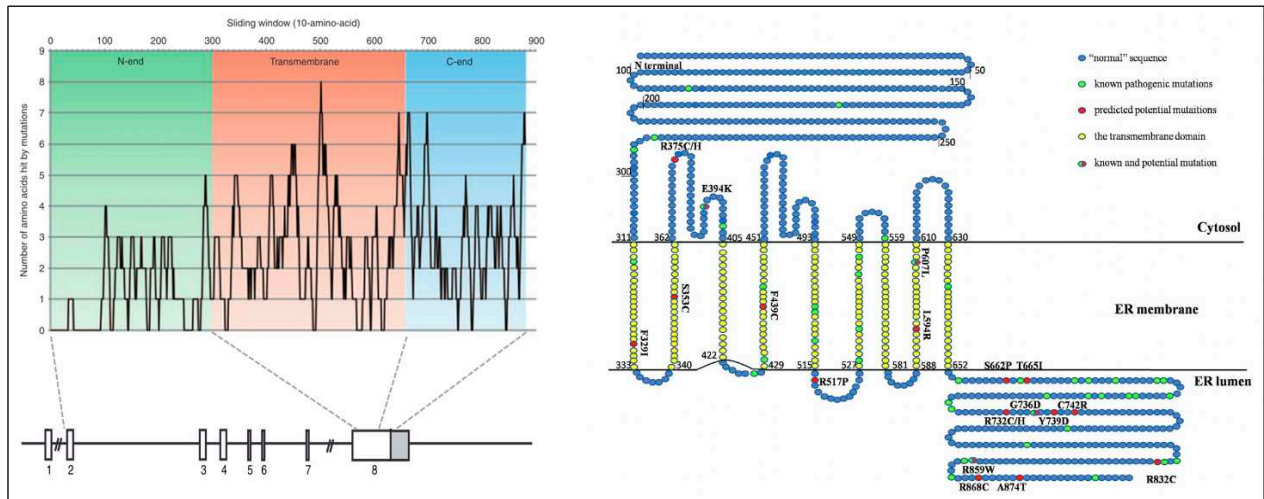 Sliding window (10-amino-acid)
0 100 200 300 400 500 600 700 800 900
Number of amino acids hit by mutations
9
8
7
6
5
4
3
2
1
0
N-end Transmembrane C-end
1 2 3 4 5 6 7 8
"normal" sequence
known pathogenic mutations
predicted potential mutaitions
the transmembrane domain
known and potential mutation
N terminal
50
100
150
200
250
300
R375C/H
E394K
Cytosol
311 362 405 451 493 549 559 610 630
P607L
S353C
F439C
ER membrane
L594R
F329I
333 340 422 429 515 527 581 588 652
ER lumen
R517P
S662P T665I
G736D C742R
R732C/H Y739D
R859W
R832C
R868C A874T